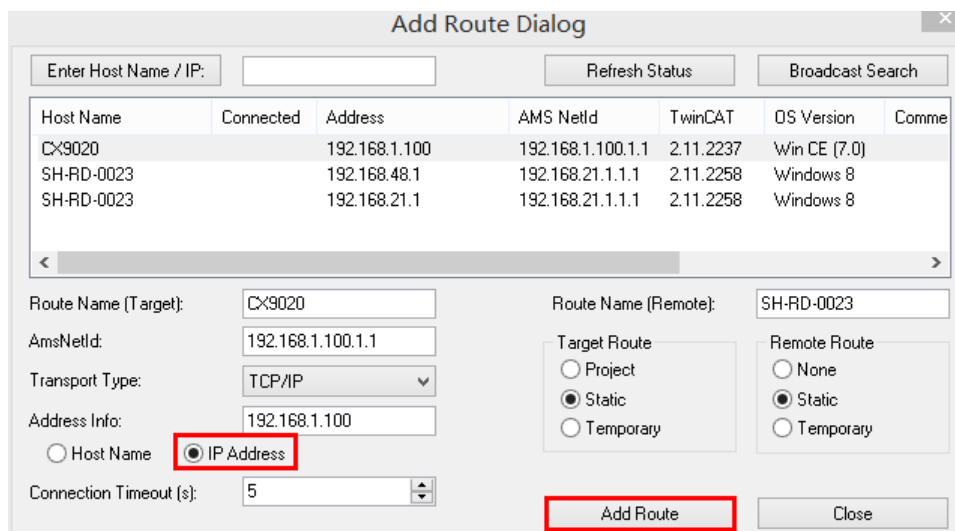 Add Route Dialog
Enter Host Name / IP: Refresh Status Broadcast Search
Host Name Connected Address AMS NetId TwinCAT OS Version Comme
CX9020 192.168.1.100 192.168.1.100.1.1 2.11.2237 Win CE (7.0)
SH-RD-0023 192.168.48.1 192.168.21.1.1.1 2.11.2258 Windows 8
SH-RD-0023 192.168.21.1 192.168.21.1.1.1 2.11.2258 Windows 8
Route Name (Target): CX9020 Route Name (Remote): SH-RD-0023
AmsNetId: 192.168.1.100.1.1 Target Route Remote Route
Transport Type: TCP/IP Project None
Address Info: 192.168.1.100 Static Static
Host Name IP Address Temporary Temporary
Connection Timeout (s): 5
Add Route Close